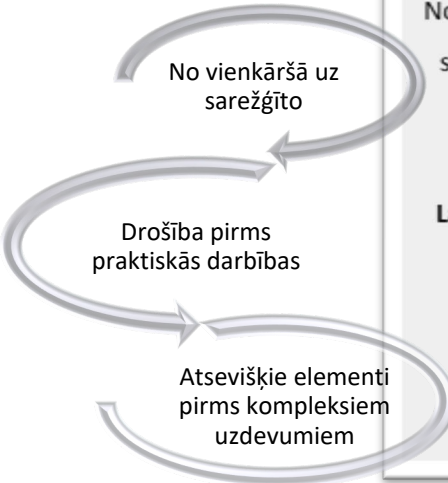 No vienkāršā uz
sarežģīto
Drošība pirms
praktiskās darbības
Atsevišķie elementi
pirms kompleksiem
uzdevumiem